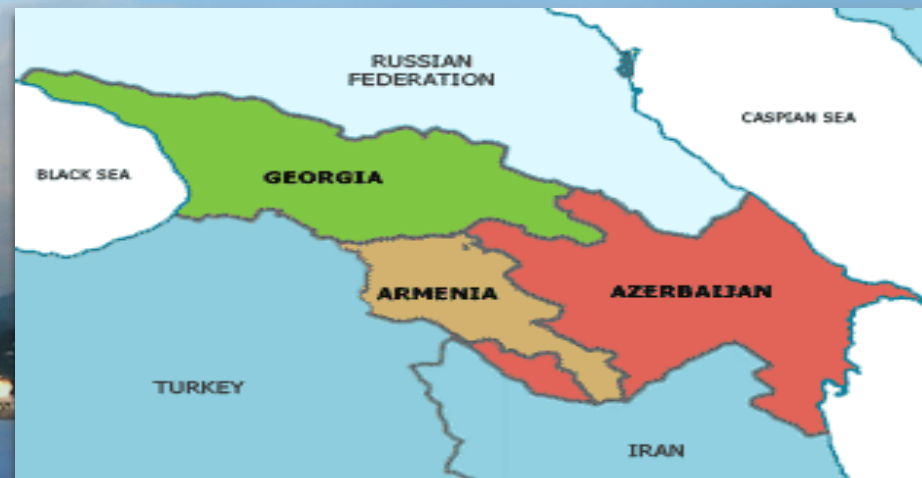 RUSSIAN
FEDERATION
CASPIAN SEA
BLACK SEA
GEORGIA
ARMENIA
AZERBAIJAN
TURKEY
IRAN